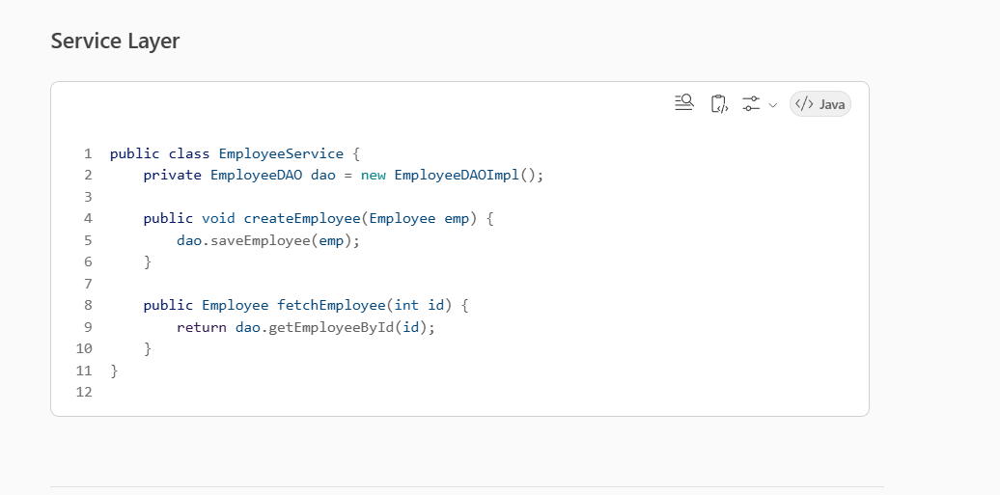 Service Layer
</> Java
1 public class EmployeeService {
2     private EmployeeDAO dao = new EmployeeDAOImpl();
3
4     public void createEmployee(Employee emp) {
5         dao.saveEmployee(emp);
6     }
7
8     public Employee fetchEmployee(int id) {
9         return dao.getEmployeeById(id);
10     }
11 }
12